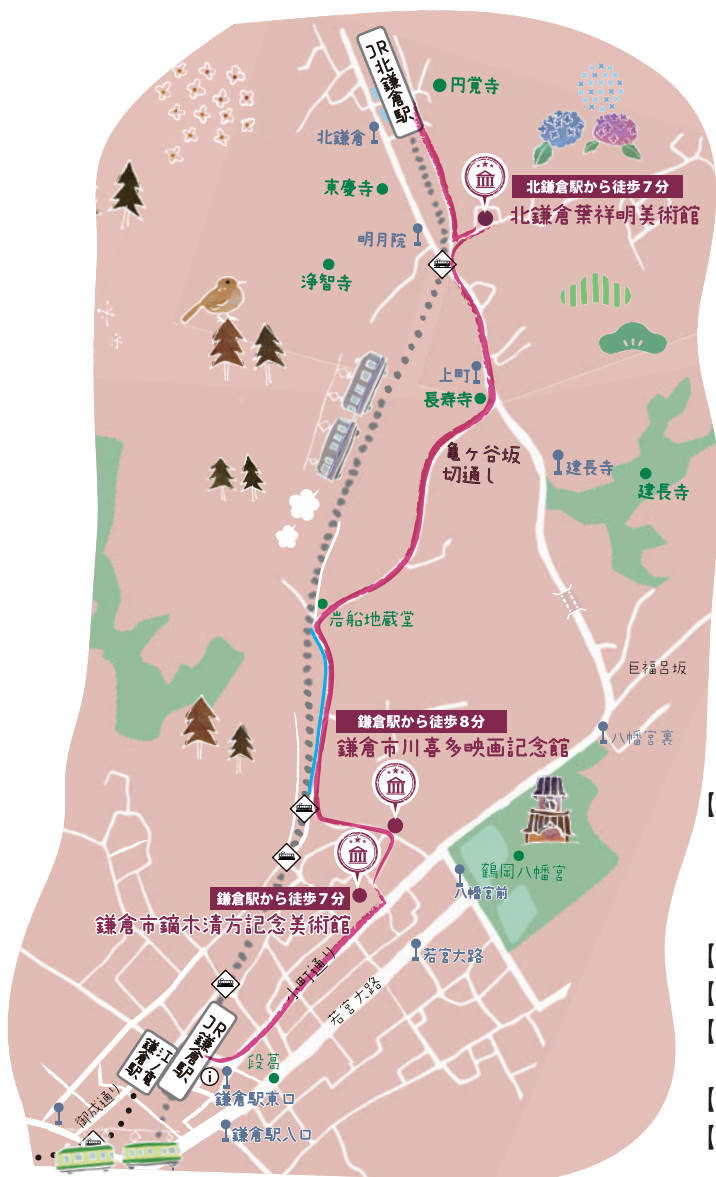 JR北鎌倉駅
円覚寺
北鎌倉
東慶寺
北鎌倉駅から徒歩7分
北鎌倉葉祥明美術館
明月院
浄智寺
上町
長寿寺
亀ヶ谷坂
切通し
建長寺
建長寺
岩船地蔵堂
巨福呂坂
鎌倉駅から徒歩8分
鎌倉市川喜多映画記念館
八幡宮裏
鶴岡八幡宮
八幡宮前
鎌倉駅から徒歩7分
鎌倉市鏑木清方記念美術館
若宮大路
小町通り
若宮大路
JR鎌倉駅
江ノ電
鎌倉駅
段葛
i
鎌倉駅東口
御成通り
鎌倉駅入口
【
【
【
【
【
【